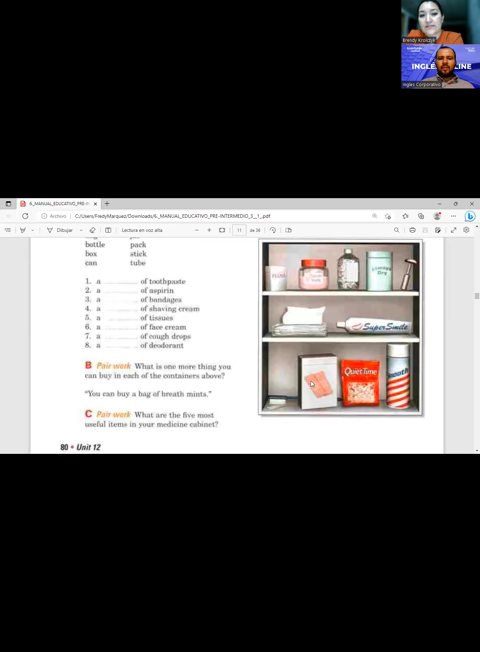 Brendy Krolczyk
INGLÉS
LINE
Ingles Corporativo
6_MANUAL_EDUCATIVO_PRE-IN
Archivo
C:/Users/FredyMarquez/Downloads/6_MANUAL_EDUCATIVO_PRE-INTERMEDIO_S__1_.pdf
Dibujar
Lectura en voz alta
11
de 38
bottle pack
box stick
can tube
1. a of toothpaste
2. a of aspirin
3. a of bandages
4. a of shaving cream
5. a of tissues
6. a of face cream
7. a of cough drops
8. a of deodorant
B Pair work What is one more thing you
can buy in each of the containers above?
"You can buy a bag of breath mints."
C Pair work What are the five most
useful items in your medicine cabinet?
SuperSmile
QuietTime
80 • Unit 12